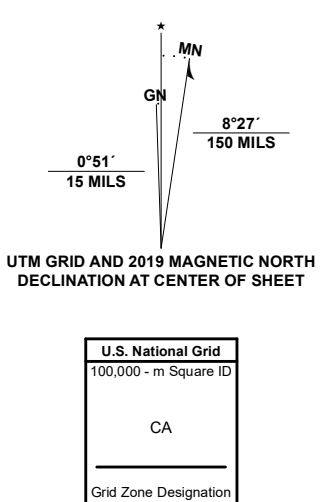 ★
MN
GN
8°27´
150 MILS
0°51´
15 MILS
UTM GRID AND 2019 MAGNETIC NORTH
DECLINATION AT CENTER OF SHEET
U.S. National Grid
100,000 - m Square ID
CA
Grid Zone Designation